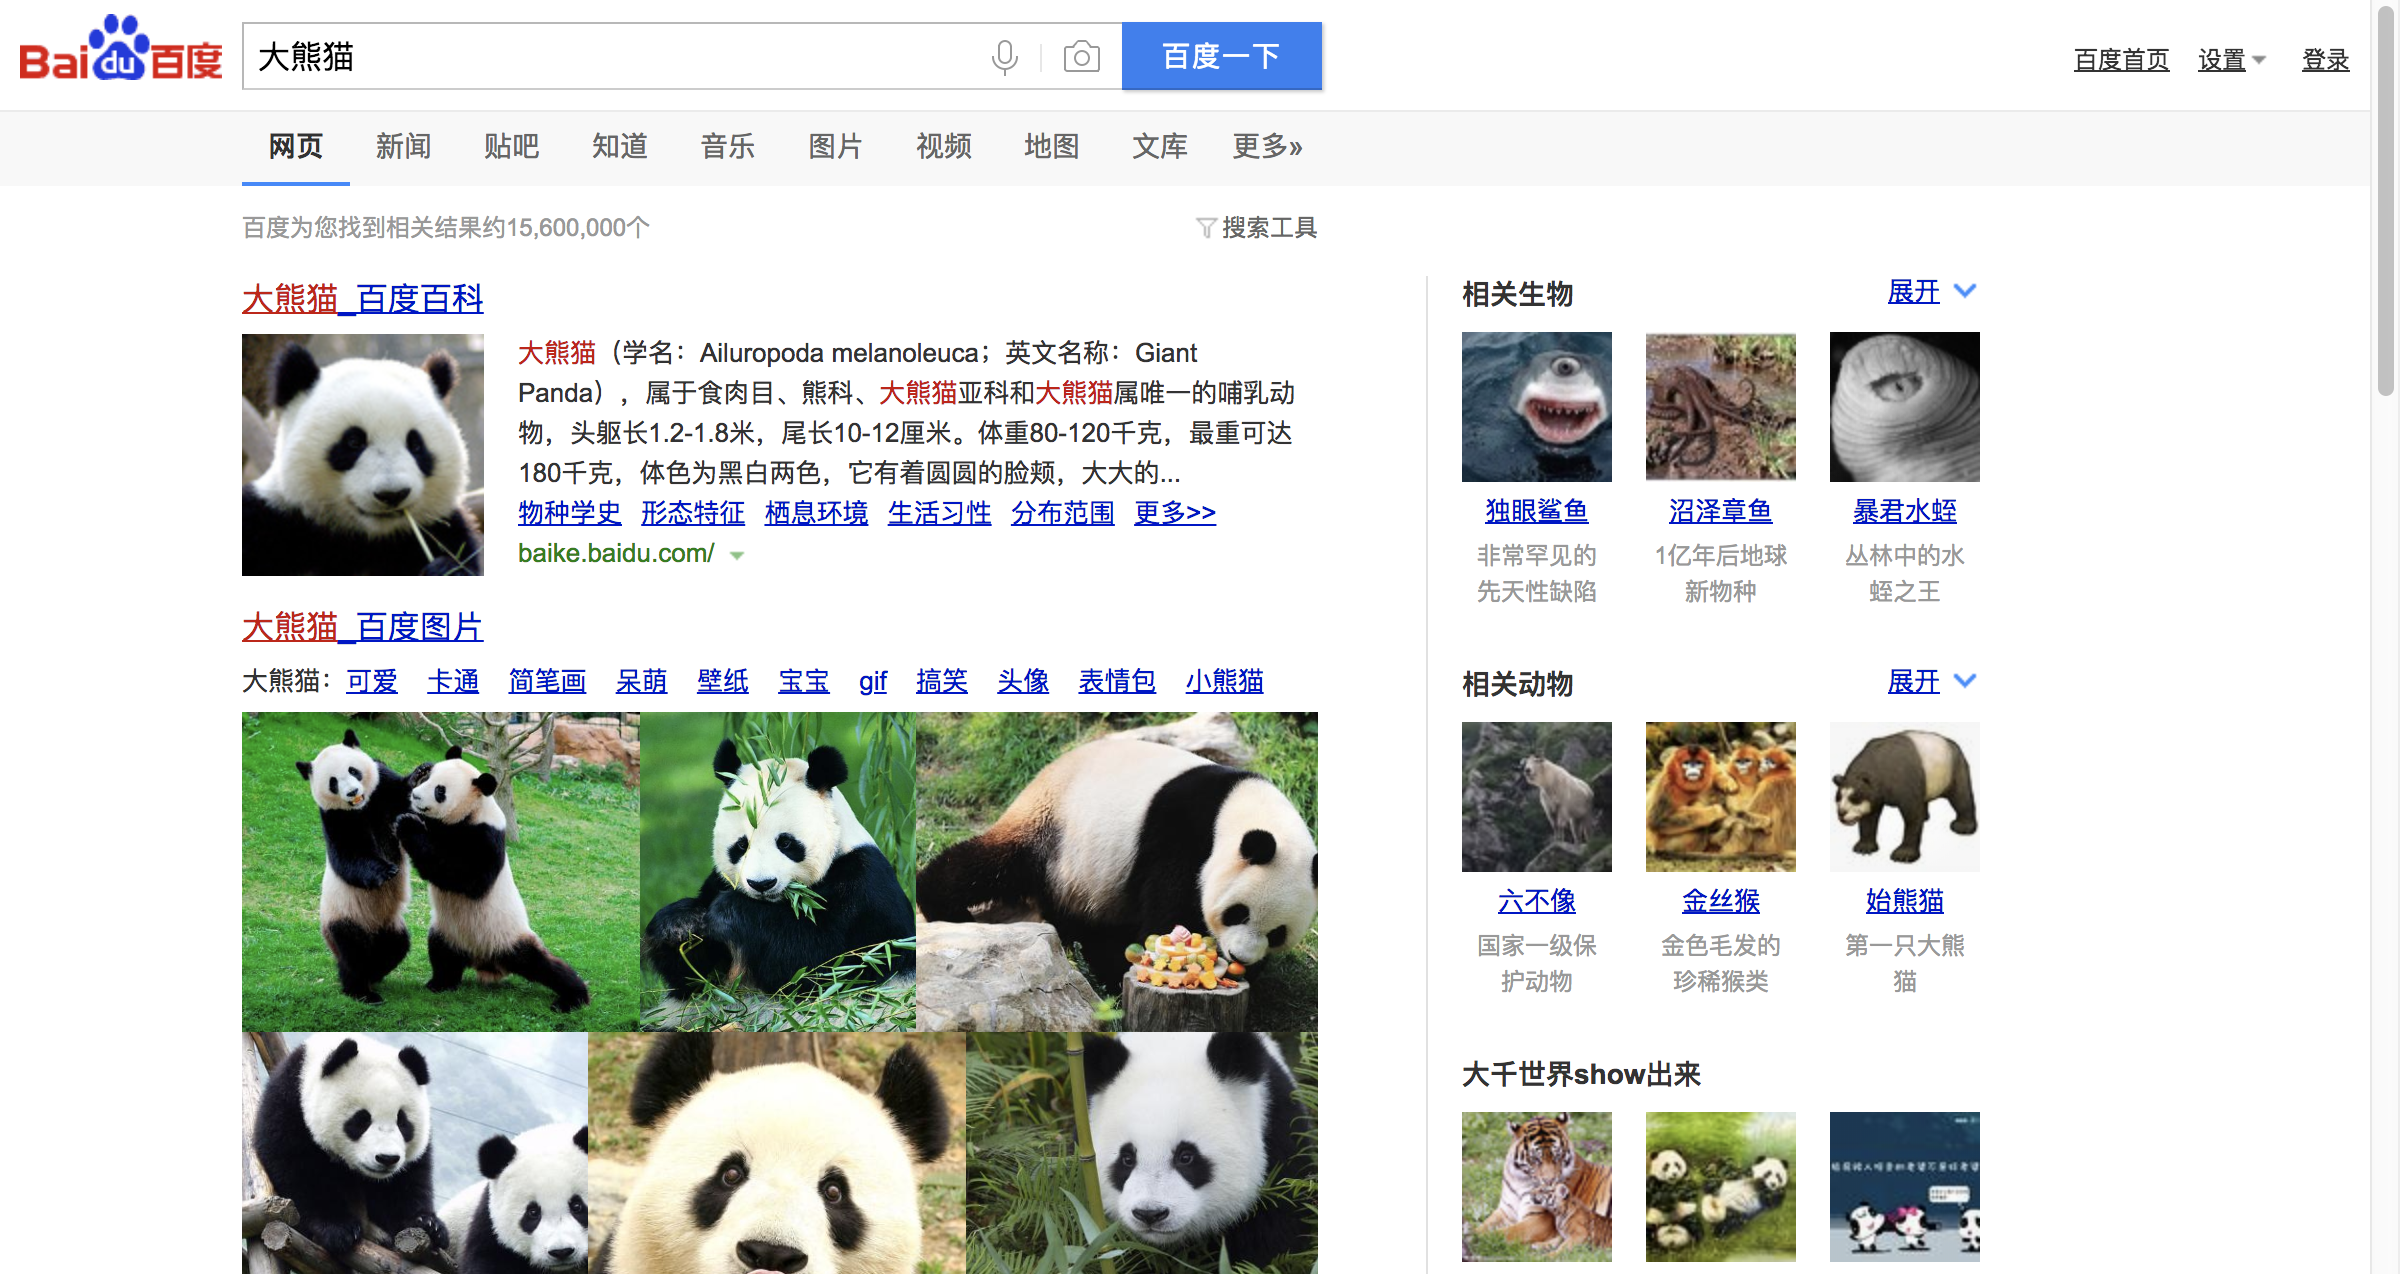 Bai du 百度
大熊猫
百度一下
百度首页 设置 登录
网页 新闻 贴吧 知道 音乐 图片 视频 地图 文库 更多»
百度为您找到相关结果约15,600,000个
搜索工具
大熊猫_百度百科
大熊猫（学名：Ailuropoda melanoleuca；英文名称：Giant
Panda），属于食肉目、熊科、大熊猫亚科和大熊猫属唯一的哺乳动
物，头躯长1.2-1.8米，尾长10-12厘米。体重80-120千克，最重可达
180千克，体色为黑白两色，它有着圆圆的脸颊，大大的...
物种学史 形态特征 栖息环境 生活习性 分布范围 更多>>
baike.baidu.com/
大熊猫_百度图片
大熊猫： 可爱 卡通 简笔画 呆萌 壁纸 宝宝 gif 搞笑 头像 表情包 小熊猫
相关生物 展开
独眼鲨鱼 沼泽章鱼 暴君水蛭
非常罕见的 1亿年后地球 丛林中的水
先天性缺陷 新物种 蛭之王
相关动物 展开
六不像 金丝猴 始熊猫
国家一级保 金色毛发的 第一只大熊
护动物 珍稀猴类 猫
大千世界show出来